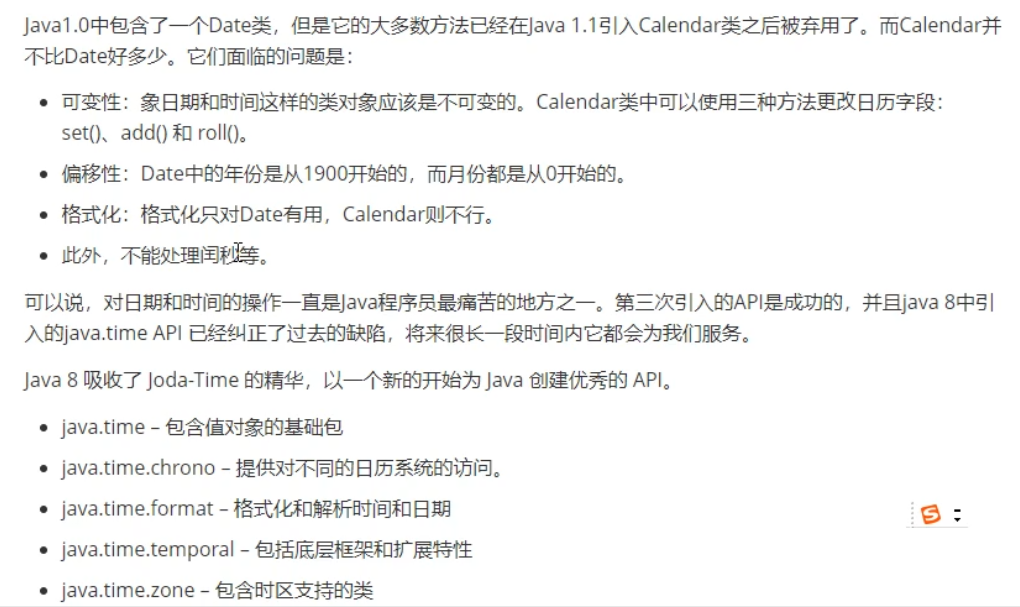 Java1.0中包含了一个Date类，但是它的大多数方法已经在Java 1.1引入Calendar类之后被弃用了。而Calendar并
不比Date好多少。它们面临的问题是：
• 可变性：象日期和时间这样的类对象应该是不可变的。Calendar类中可以使用三种方法更改日历字段：
set()、add() 和 roll()。
• 偏移性：Date中的年份是从1900开始的，而月份都是从0开始的。
• 格式化：格式化只对Date有用，Calendar则不行。
• 此外，不能处理闰秒等。
可以说，对日期和时间的操作一直是Java程序员最痛苦的地方之一。第三次引入的API是成功的，并且java 8中引
入的java.time API 已经纠正了过去的缺陷，将来很长一段时间内它都会为我们服务。
Java 8 吸收了 Joda-Time 的精华，以一个新的开始为 Java 创建优秀的 API。
• java.time – 包含值对象的基础包
• java.time.chrono – 提供对不同的日历系统的访问。
• java.time.format – 格式化和解析时间和日期
• java.time.temporal – 包括底层框架和扩展特性
• java.time.zone – 包含时区支持的类